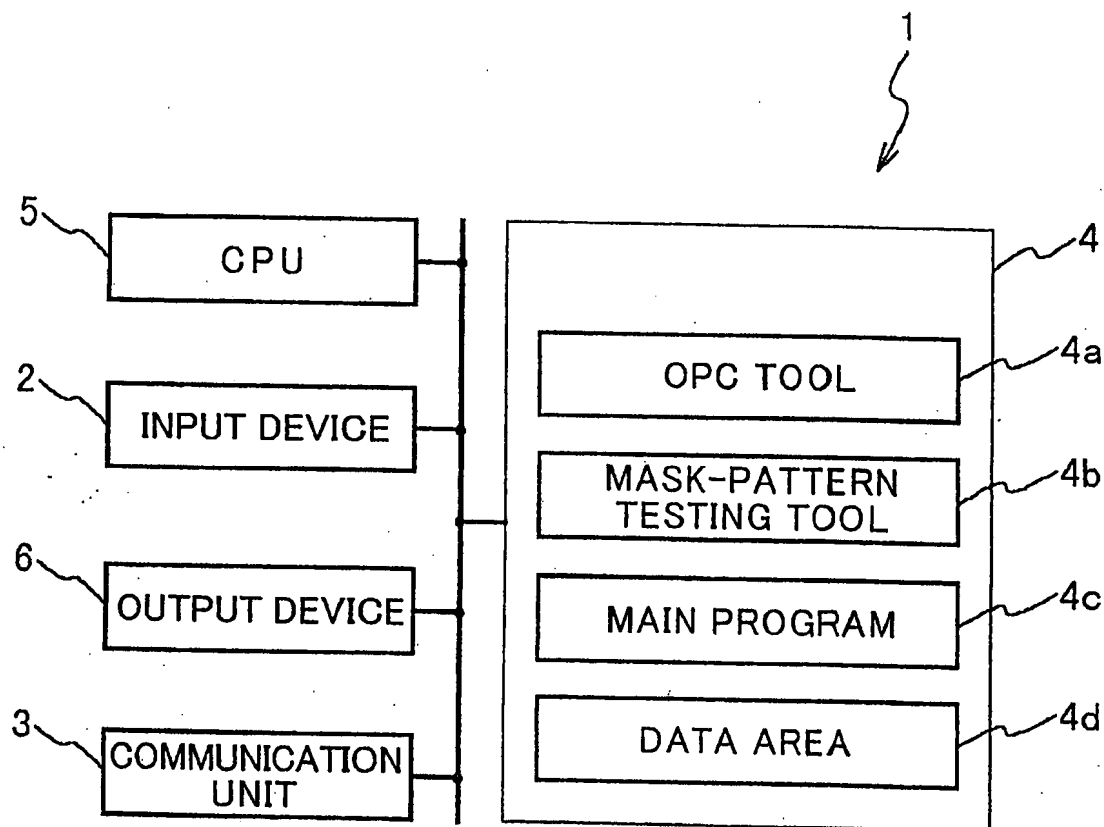 1
5
CPU
4
OPC TOOL
4a
2
INPUT DEVICE
MASK-PATTERN
TESTING TOOL
4b
6
OUTPUT DEVICE
MAIN PROGRAM
4c
3
COMMUNICATION
UNIT
DATA AREA
4d